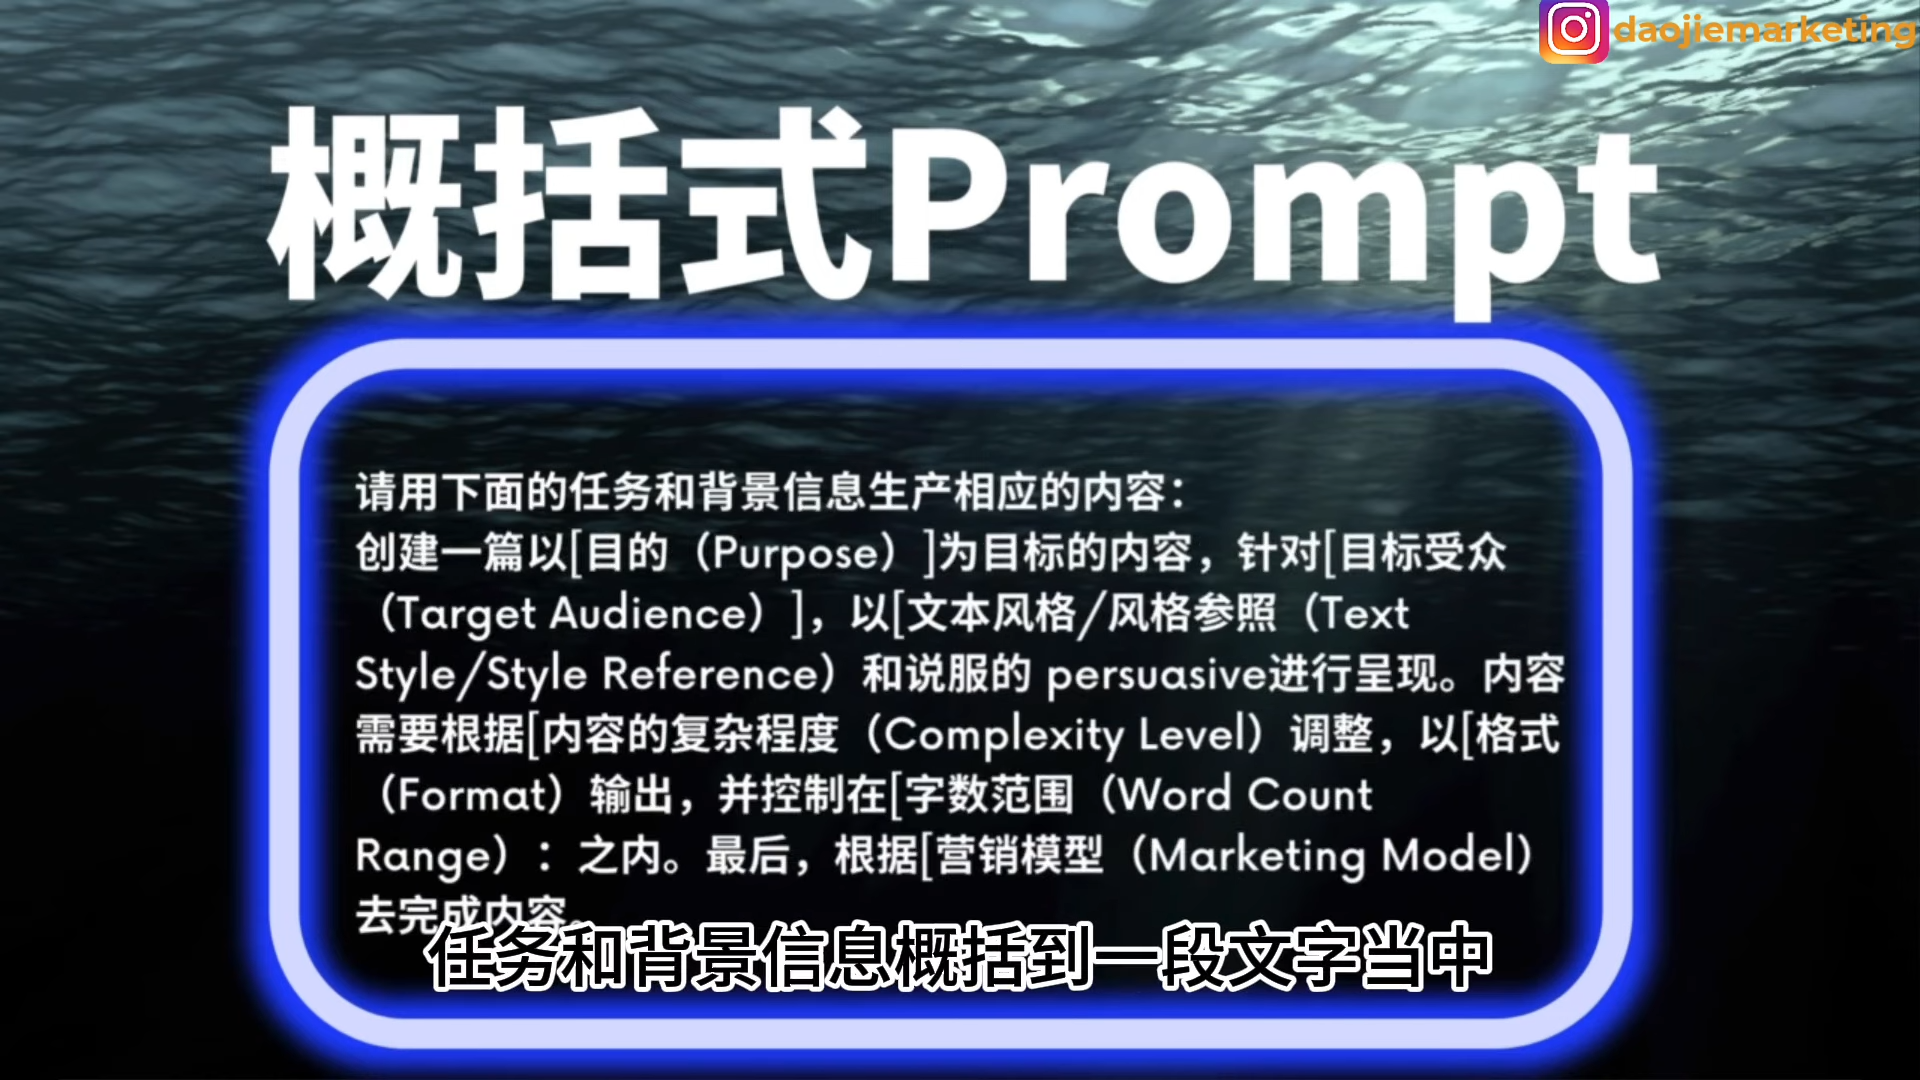 daojiemarketing
概括式Prompt
请用下面的任务和背景信息生产相应的内容：
创建一篇以[目的（Purpose）]为目标的内容，针对[目标受众
（Target Audience）]，以[文本风格/风格参照（Text
Style/Style Reference）和说服的 persuasive进行呈现。内容
需要根据[内容的复杂程度（Complexity Level）调整，以[格式
（Format）输出，并控制在[字数范围（Word Count
Range）：之内。最后，根据[营销模型（Marketing Model）
去完成内容。
任务和背景信息概括到一段文字当中